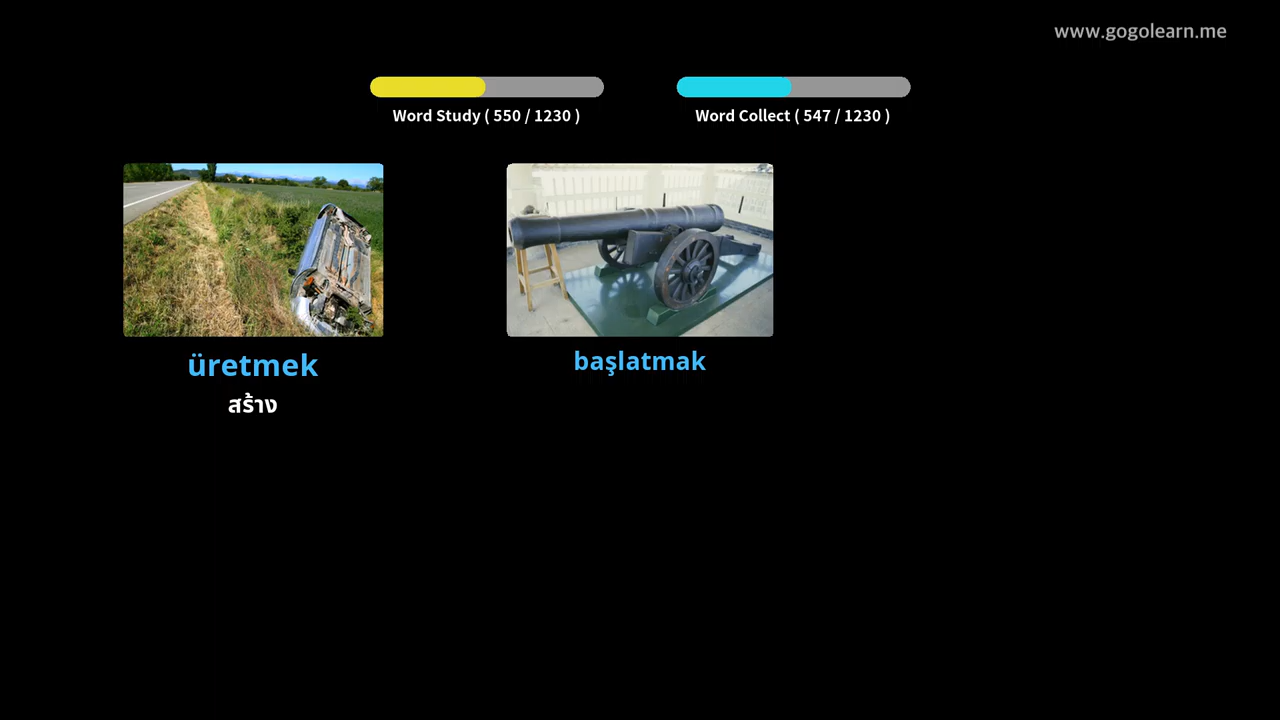 www.gogolearn.me
Word Study ( 550 / 1230 )
Word Collect ( 547 / 1230 )
üretmek
สร้าง
başlatmak